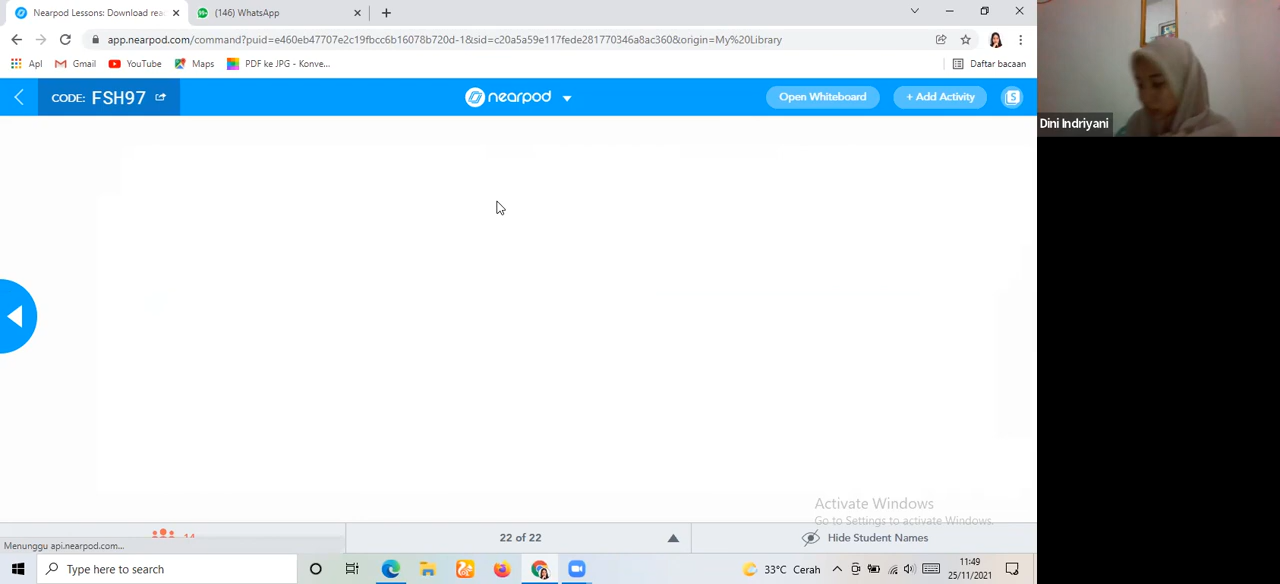 Nearpod Lessons: Download rea
(146) WhatsApp
app.nearpod.com/command?puid=e460eb47707e2c19fbcc6b16078b720d-1&sid=c20a5a59e117fede281770346a8ac360&origin=My%20Library
Apl
Gmail
YouTube
Maps
PDF ke JPG - Konve...
Daftar bacaan
CODE: FSH97
nearpod
Open Whiteboard
+ Add Activity
S
Dini Indriyani
Activate Windows
Go to Settings to activate Windows.
14
22 of 22
Hide Student Names
Menunggu api.nearpod.com...
Type here to search
33°C Cerah
11:49
25/11/2021